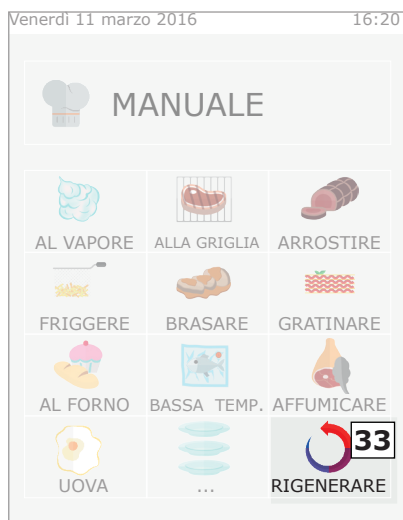 Venerdì 11 marzo 2016 16:20
MANUALE
AL VAPORE ALLA GRIGLIA ARROSTIRE
FRIGGERE BRASARE GRATINARE
AL FORNO BASSA TEMP. AFFUMICARE
33
UOVA ... RIGENERARE